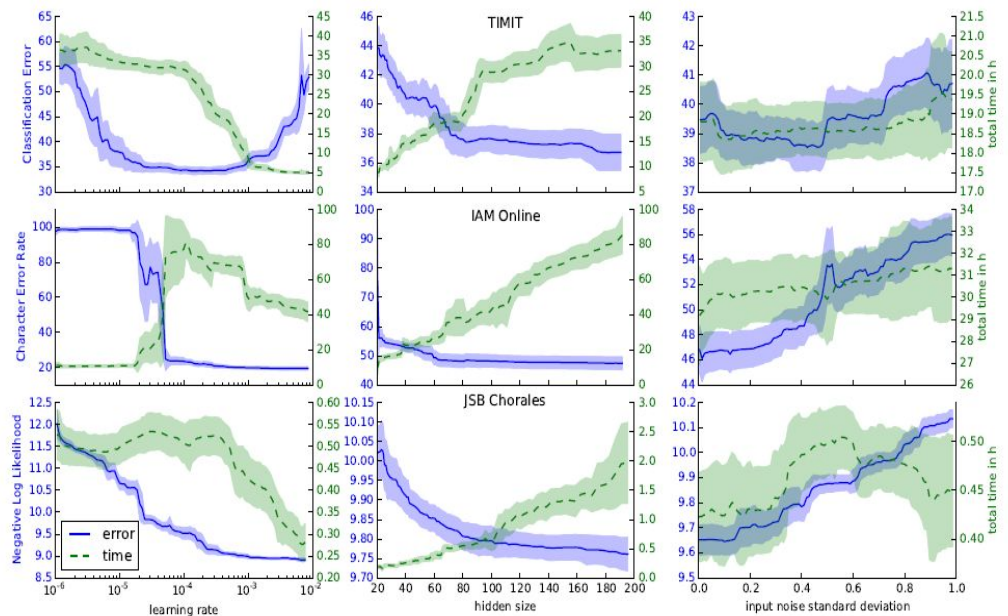 TIMIT
Classification Error
65 60 55 50 45 40 35 30
45 40 35 30 25 20 15 10 5 0
46 44 42 40 38 36 34
40 35 30 25 20 15 10 5
43 42 41 40 39 38 37
21.5 21.0 20.5 20.0 19.5 19.0 18.5 18.0 17.5 17.0
total time in h
IAM Online
Character Error Rate
100 80 60 40 20
100 80 60 40 20 0
100 90 80 70 60 50 40
100 80 60 40 20 0
58 56 54 52 50 48 46 44
34 33 32 31 30 29 28 27 26
total time in h
JSB Chorales
Negative Log Likelihood
12.5 12.0 11.5 11.0 10.5 10.0 9.5 9.0 8.5
0.60 0.55 0.50 0.45 0.40 0.35 0.30 0.25 0.20
10.15 10.10 10.05 10.00 9.95 9.90 9.85 9.80 9.75 9.70
3.0 2.5 2.0 1.5 1.0 0.5 0.0
10.2 10.1 10.0 9.9 9.8 9.7 9.6 9.5
0.50 0.45 0.40
total time in h
error
time
10⁻⁶ 10⁻⁵ 10⁻⁴ 10⁻³ 10⁻²
20 40 60 80 100 120 140 160 180 200
0.0 0.2 0.4 0.6 0.8 1.0
learning rate
hidden size
input noise standard deviation